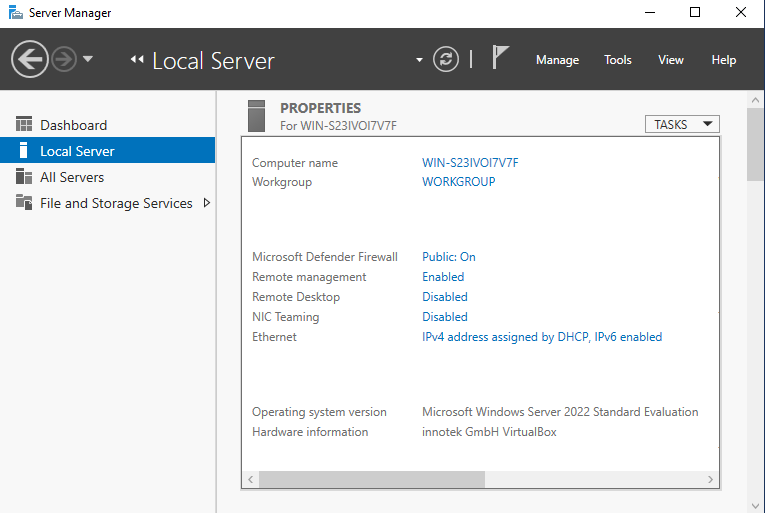 Server Manager
Local Server
Manage Tools View Help
Dashboard
Local Server
All Servers
File and Storage Services
PROPERTIES
For WIN-S23IVOI7V7F
TASKS
Computer name WIN-S23IVOI7V7F
Workgroup WORKGROUP
Microsoft Defender Firewall Public: On
Remote management Enabled
Remote Desktop Disabled
NIC Teaming Disabled
Ethernet IPv4 address assigned by DHCP, IPv6 enabled
Operating system version Microsoft Windows Server 2022 Standard Evaluation
Hardware information innotek GmbH VirtualBox